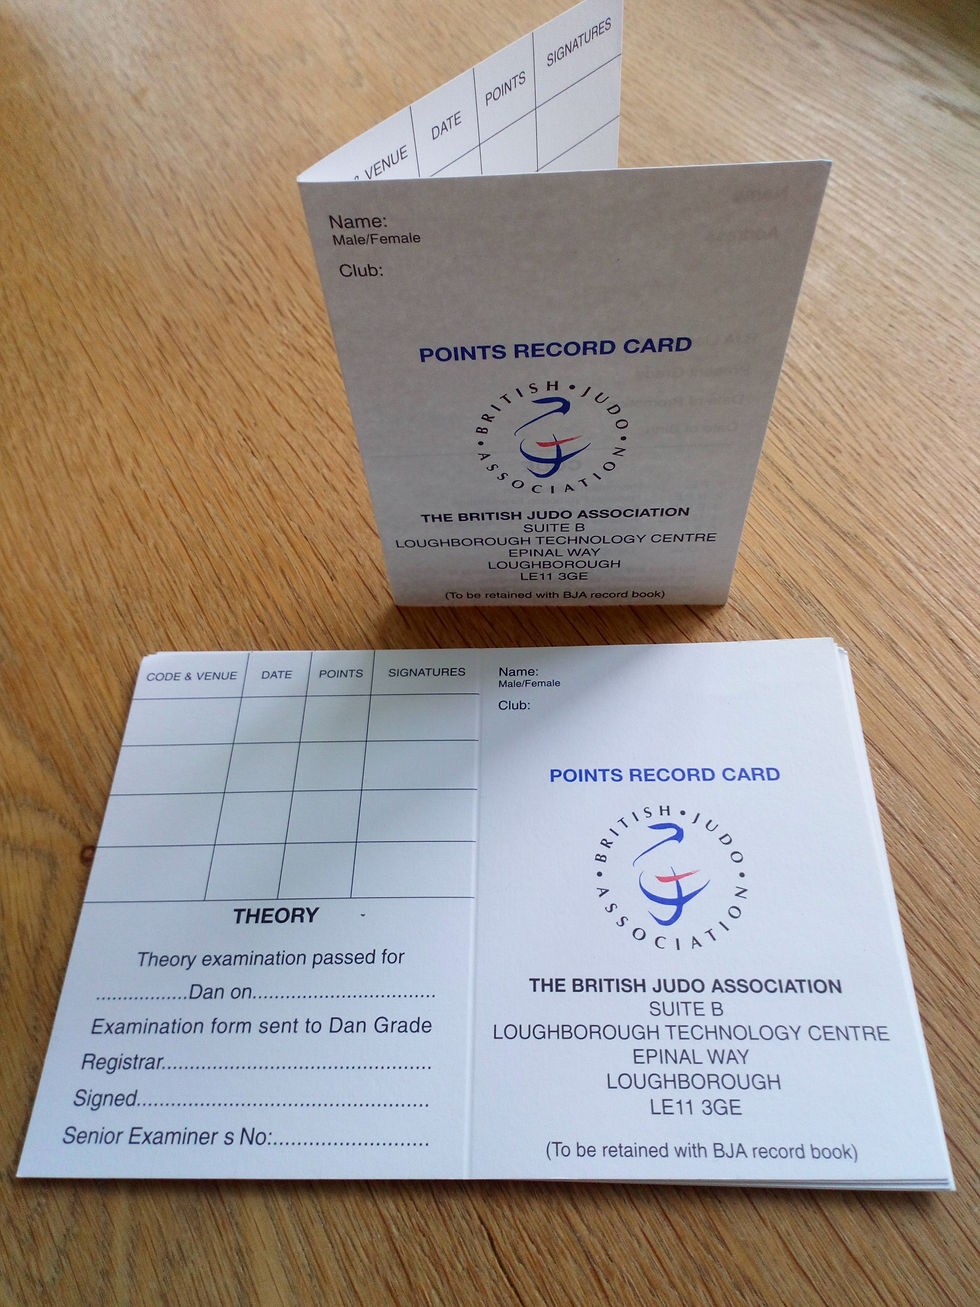 & VENUE DATE POINTS SIGNATURES
Name:
Male/Female
Club:
POINTS RECORD CARD
BRITISH • JUDO • ASSOCIATION •
THE BRITISH JUDO ASSOCIATION
SUITE B
LOUGHBOROUGH TECHNOLOGY CENTRE
EPINAL WAY
LOUGHBOROUGH
LE11 3GE
(To be retained with BJA record book)
CODE & VENUE DATE POINTS SIGNATURES
THEORY -
Theory examination passed for
.................Dan on..................................
Examination form sent to Dan Grade
Registrar.................................................
Signed.....................................................
Senior Examiner s No:............................
Name:
Male/Female
Club:
POINTS RECORD CARD
BRITISH • JUDO • ASSOCIATION •
THE BRITISH JUDO ASSOCIATION
SUITE B
LOUGHBOROUGH TECHNOLOGY CENTRE
EPINAL WAY
LOUGHBOROUGH
LE11 3GE
(To be retained with BJA record book)